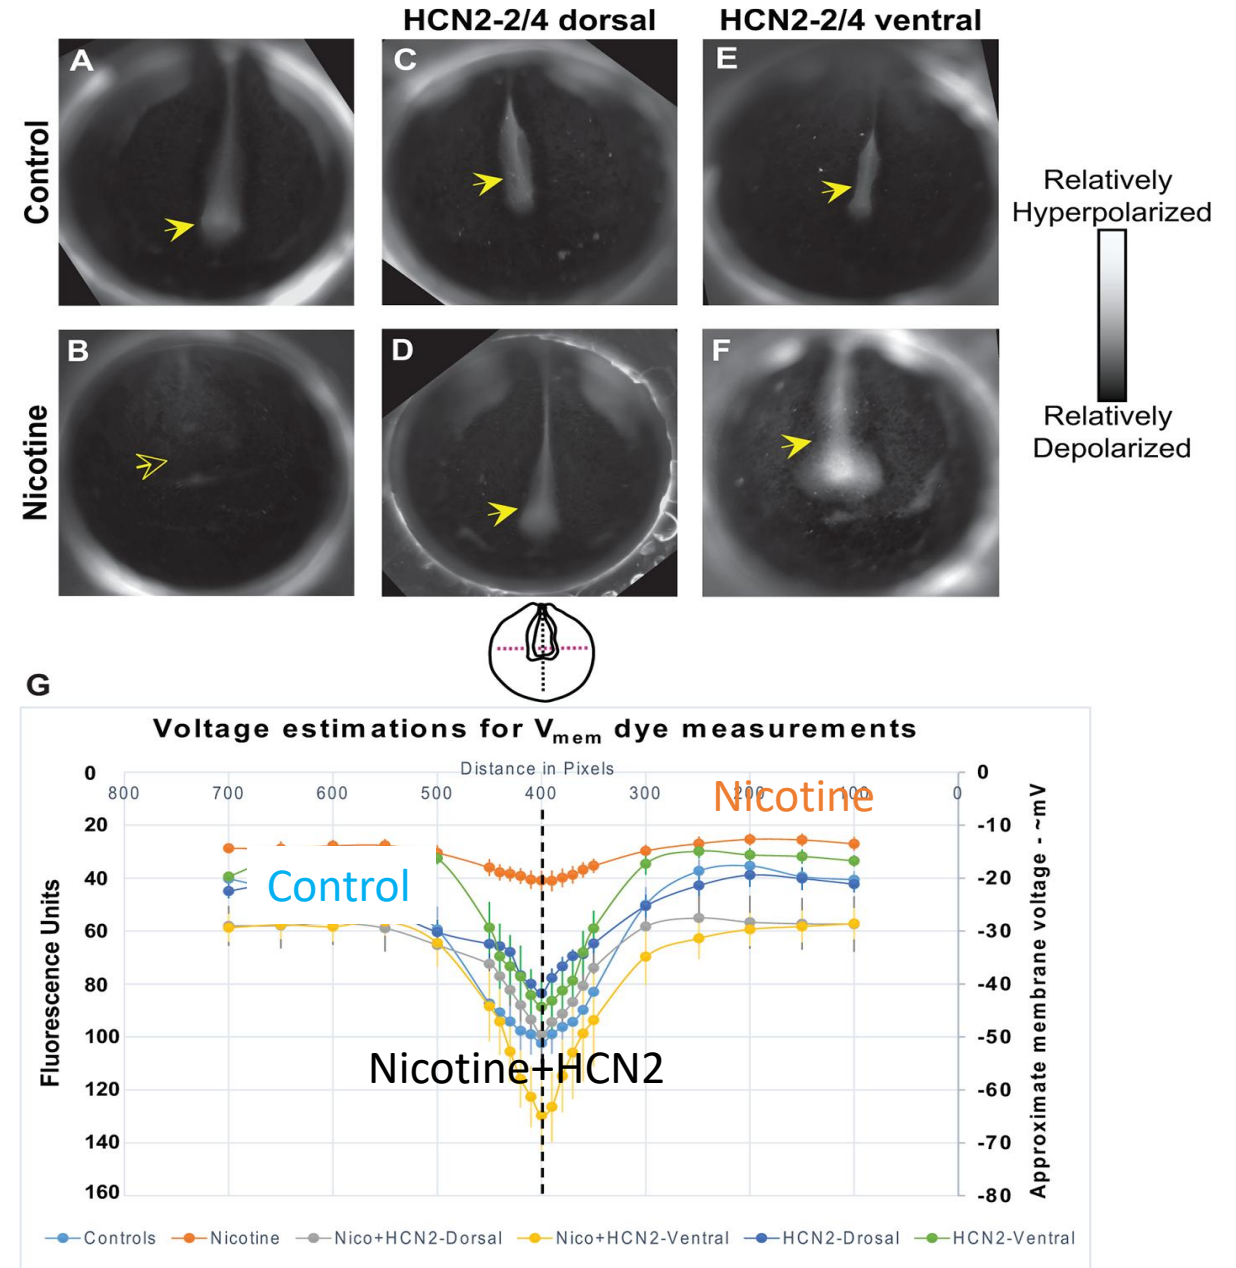 HCN2-2/4 dorsal
HCN2-2/4 ventral
A
C
E
Control
Relatively
Hyperpolarized
B
D
F
Nicotine
Relatively
Depolarized
G
Voltage estimations for Vmem dye measurements
Distance in Pixels
0
800
700
600
500
400
300
200
100
0
0
Nicotine
20
-10
40
-20
Control
60
-30
80
-40
100
-50
Nicotine+HCN2
120
-60
140
-70
160
-80
Fluorescence Units
Approximate membrane voltage - ~mV
Controls
Nicotine
Nico+HCN2-Dorsal
Nico+HCN2-Ventral
HCN2-Drosal
HCN2-Ventral